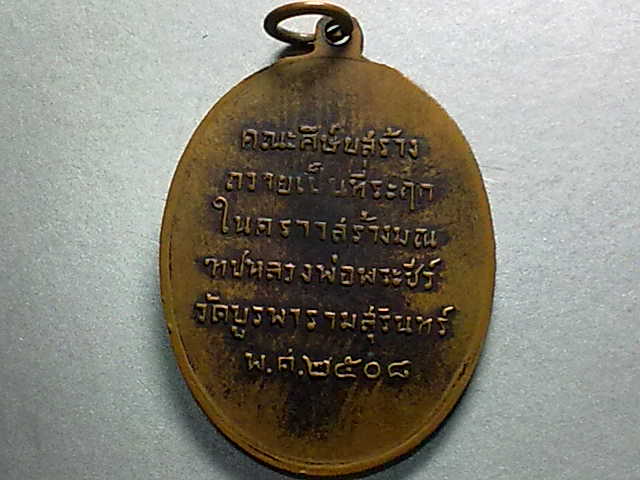 คณะศิษย์บสร้าง
ถวายเป็นที่ระฤก
ในคราวสร้างมณ
ฑปหลวงพ่อพระชีร์
วัดบูรพารามสุรินทร์
พ.ศ.๒๕๐๘